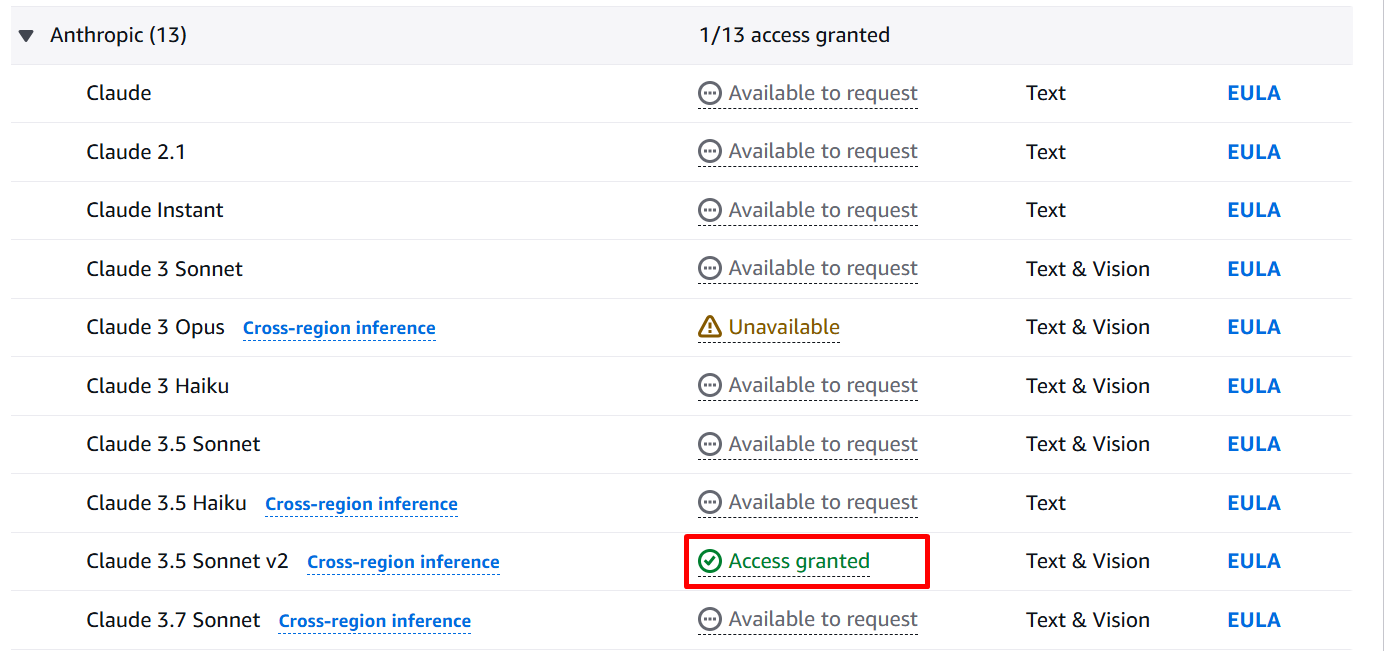 Anthropic (13) 1/13 access granted
Claude Available to request Text EULA
Claude 2.1 Available to request Text EULA
Claude Instant Available to request Text EULA
Claude 3 Sonnet Available to request Text & Vision EULA
Claude 3 Opus Cross-region inference Unavailable Text & Vision EULA
Claude 3 Haiku Available to request Text & Vision EULA
Claude 3.5 Sonnet Available to request Text & Vision EULA
Claude 3.5 Haiku Cross-region inference Available to request Text EULA
Claude 3.5 Sonnet v2 Cross-region inference Access granted Text & Vision EULA
Claude 3.7 Sonnet Cross-region inference Available to request Text & Vision EULA